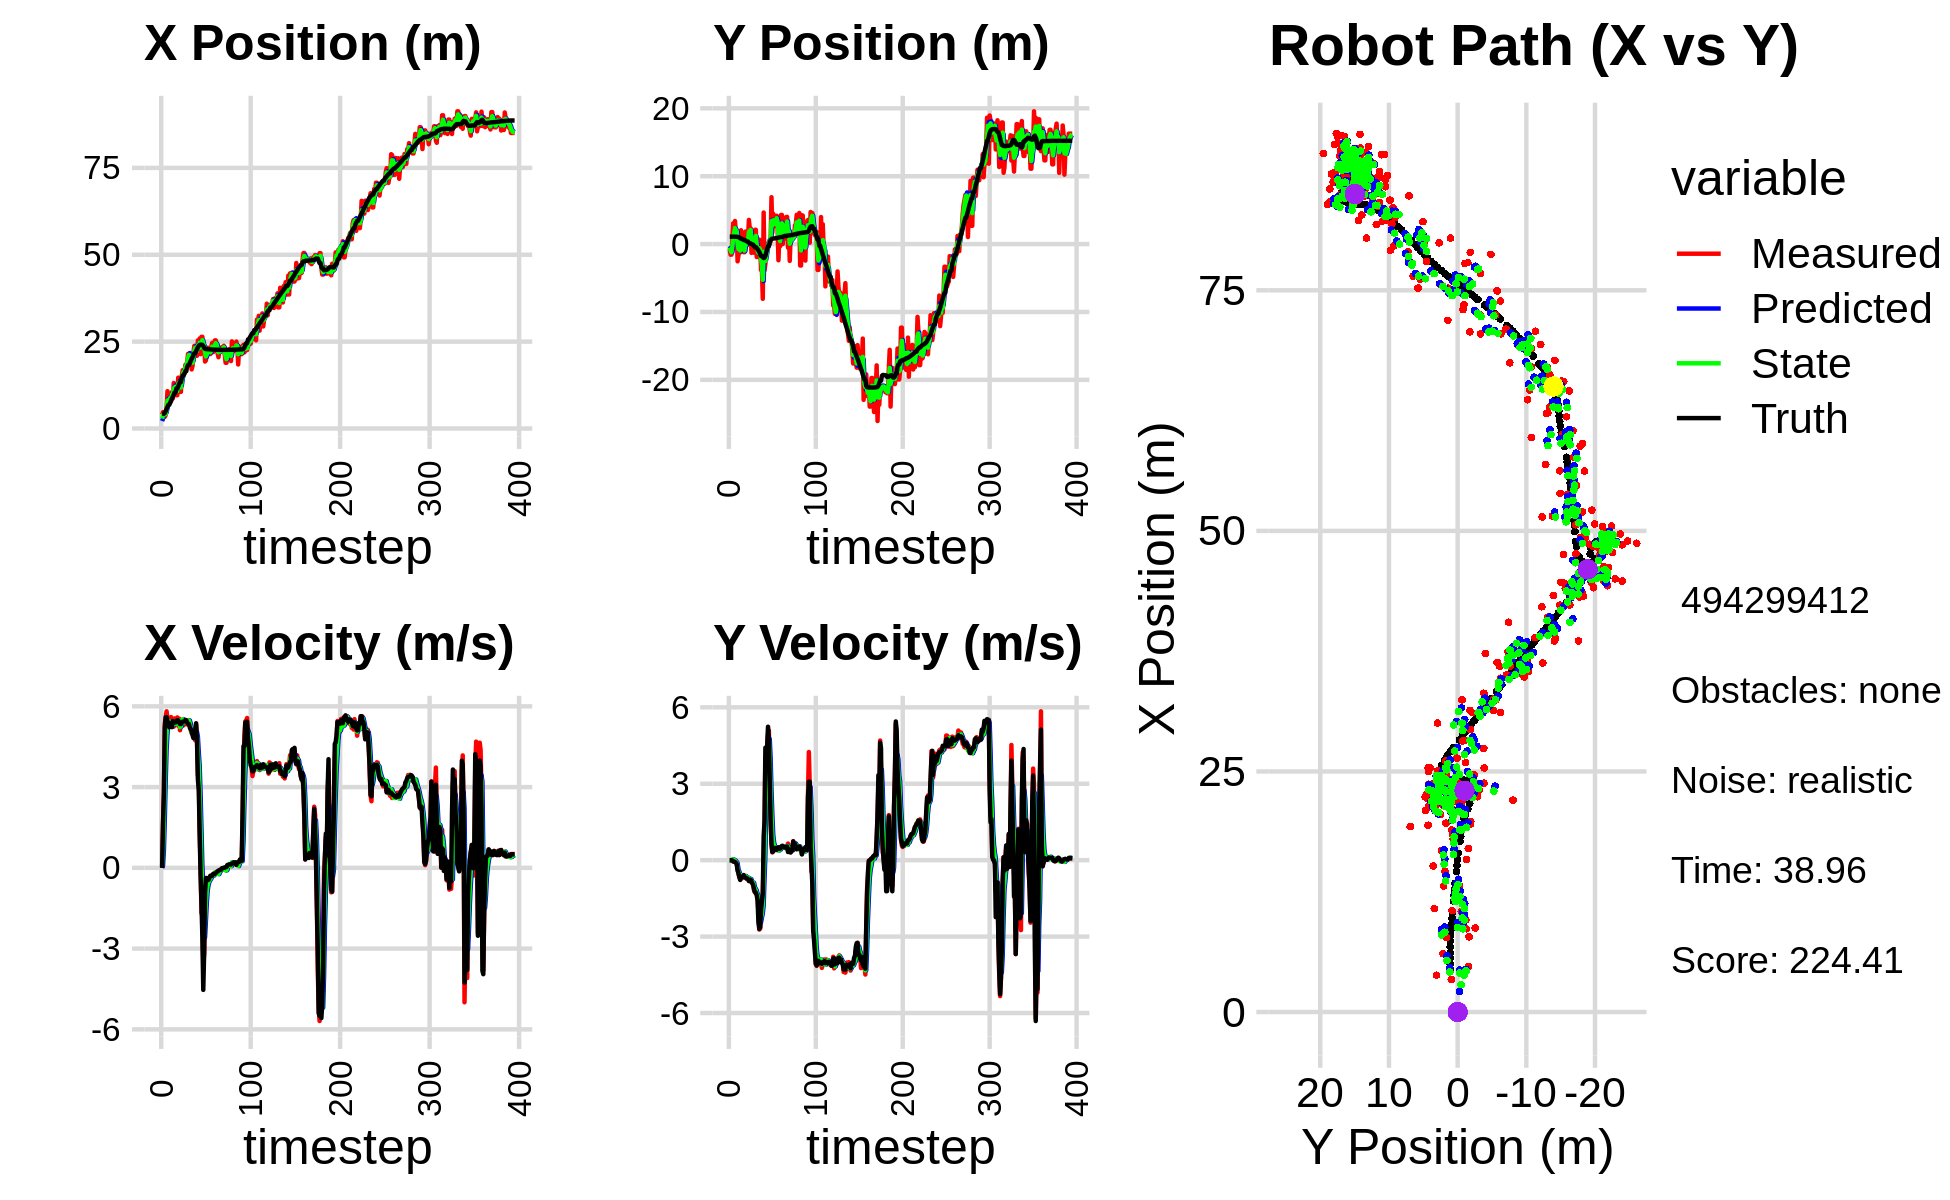 X Position (m)
75
50
25
0
0 100 200 300 400
timestep
Y Position (m)
20
10
0
-10
-20
0 100 200 300 400
timestep
X Velocity (m/s)
6
3
0
-3
-6
0 100 200 300 400
timestep
Y Velocity (m/s)
6
3
0
-3
-6
0 100 200 300 400
timestep
Robot Path (X vs Y)
X Position (m)
75
50
25
0
20 10 0 -10 -20
Y Position (m)
variable
Measured
Predicted
State
Truth
494299412
Obstacles: none
Noise: realistic
Time: 38.96
Score: 224.41